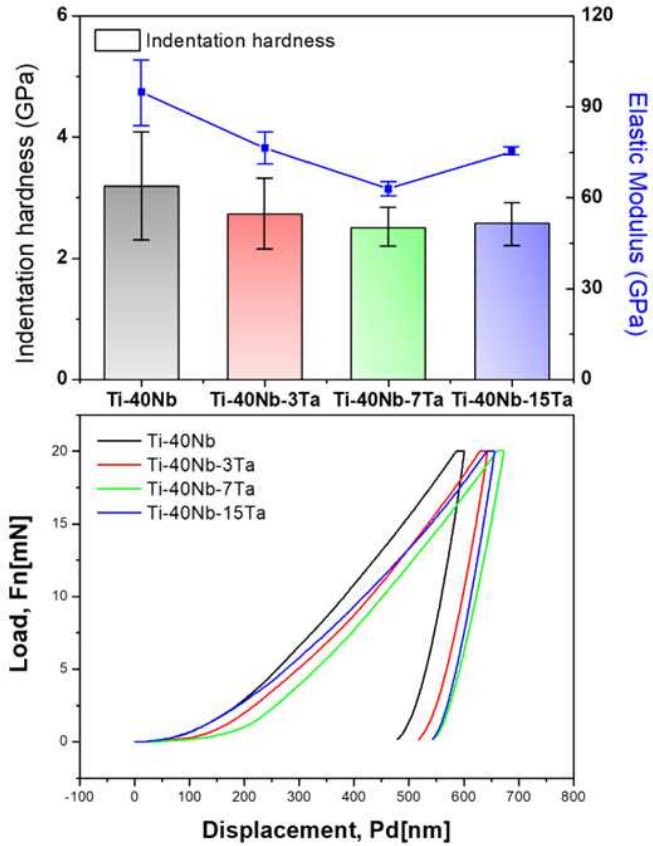 Indentation hardness
Indentation hardness (GPa)
6
4
2
0
Elastic Modulus (GPa)
120
90
60
30
0
Ti-40Nb Ti-40Nb-3Ta Ti-40Nb-7Ta Ti-40Nb-15Ta
Ti-40Nb
Ti-40Nb-3Ta
Ti-40Nb-7Ta
Ti-40Nb-15Ta
Load, Fn[mN]
20
15
10
5
0
-100 0 100 200 300 400 500 600 700 800
Displacement, Pd[nm]